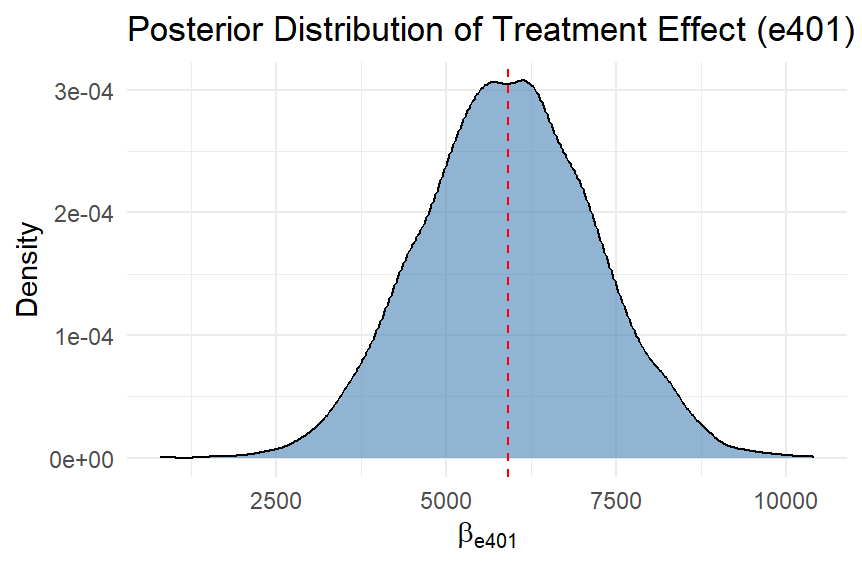 Posterior Distribution of Treatment Effect (e401)
3e-04
2e-04
1e-04
0e+00
Density
2500 5000 7500 10000
βe401